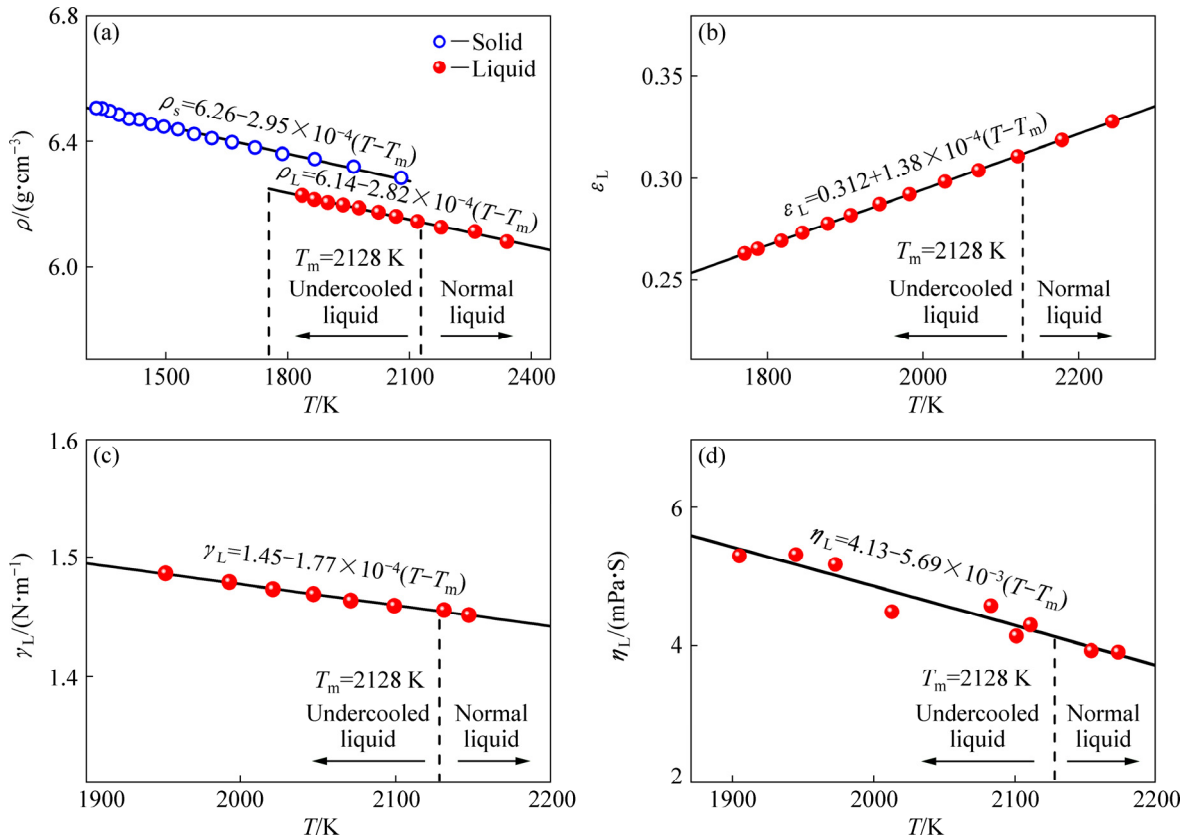 (a)
6.8
6.4
6.0
ρ/(g·cm⁻³)
Solid
Liquid
ρs=6.26−2.95×10⁻⁴(T−Tm)
ρL=6.14−2.82×10⁻⁴(T−Tm)
Tm=2128 K
Undercooled
liquid
Normal
liquid
1500 1800 2100 2400
T/K
(b)
0.35
0.30
0.25
εL
εL=0.312+1.38×10⁻⁴(T−Tm)
Tm=2128 K
Undercooled
liquid
Normal
liquid
1800 2000 2200
T/K
(c)
1.6
1.5
1.4
γL/(N·m⁻¹)
γL=1.45−1.77×10⁻⁴(T−Tm)
Tm=2128 K
Undercooled
liquid
Normal
liquid
1900 2000 2100 2200
T/K
(d)
6
4
2
ηL/(mPa·S)
ηL=4.13−5.69×10⁻³(T−Tm)
Tm=2128 K
Undercooled
liquid
Normal
liquid
1900 2000 2100 2200
T/K